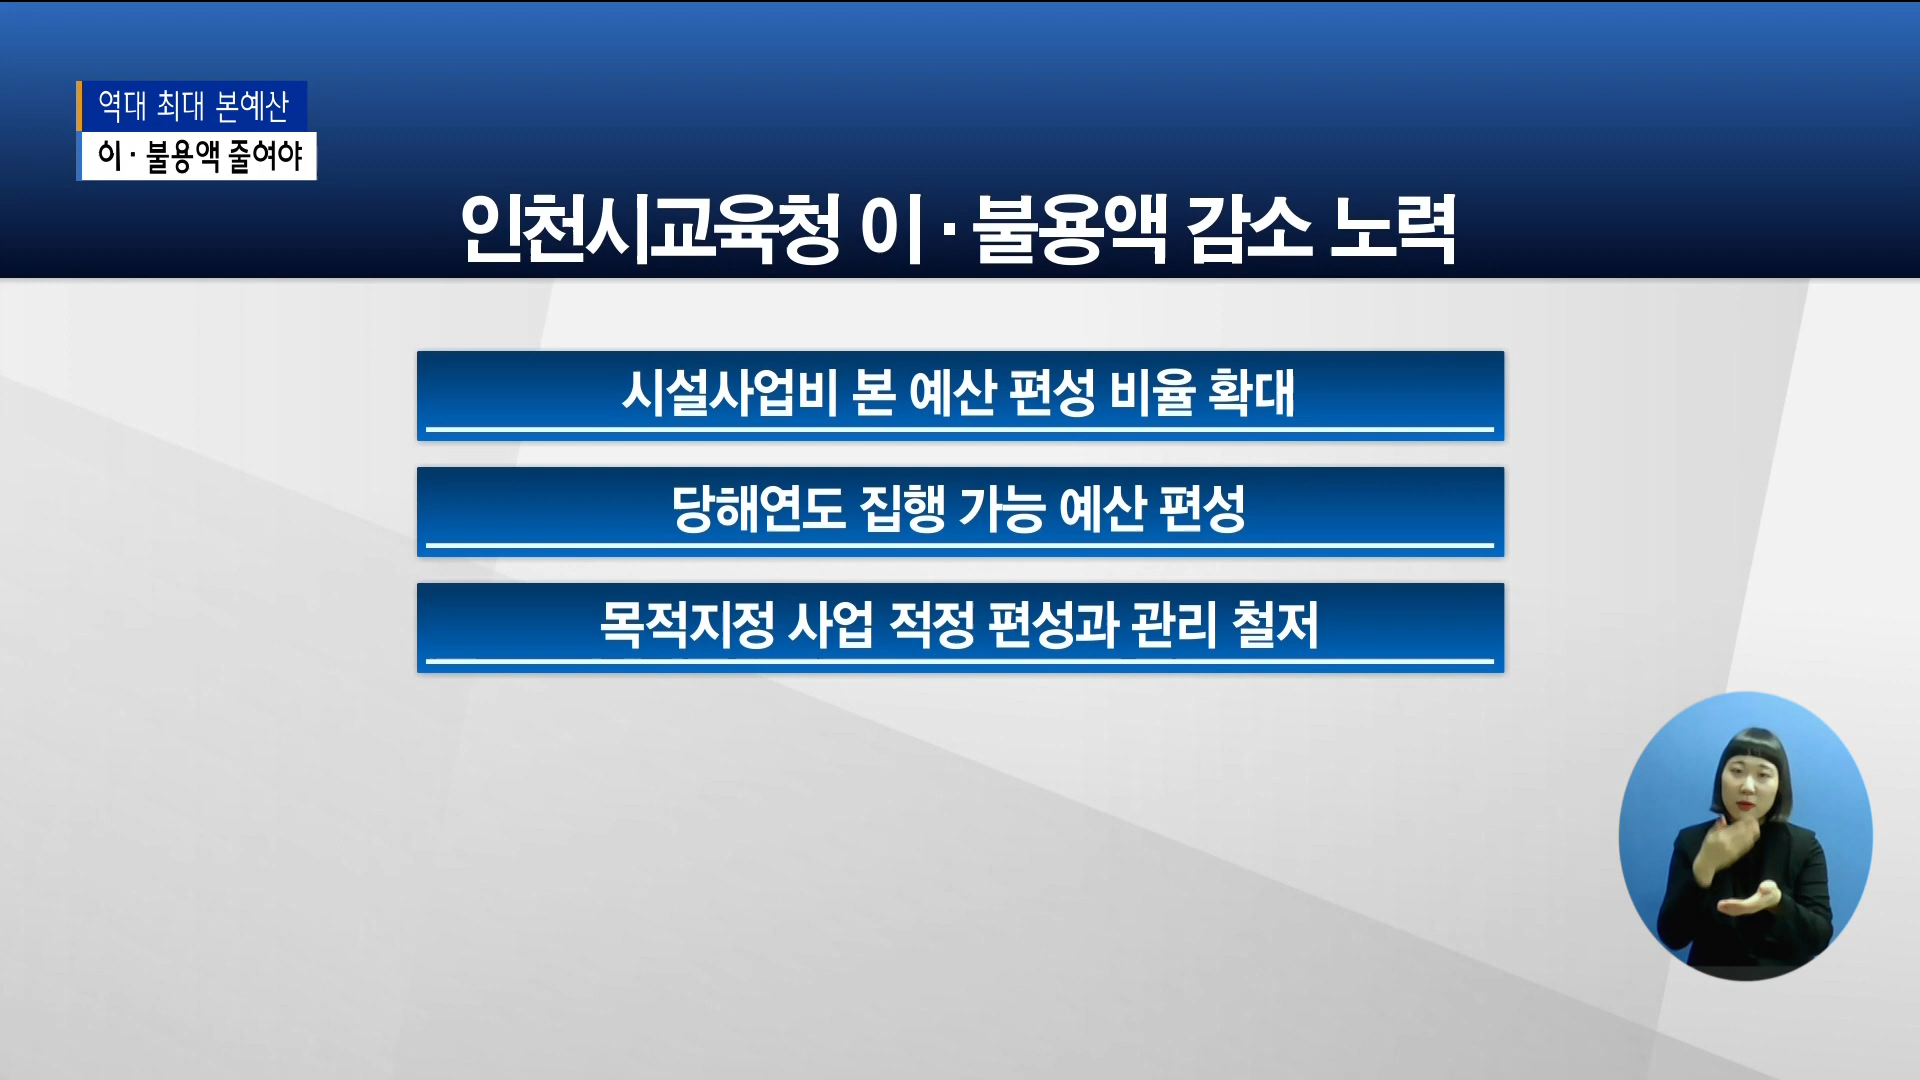 역대 최대 본예산
이·불용액 줄여야
인천시교육청 이·불용액 감소 노력
시설사업비 본 예산 편성 비율 확대
당해연도 집행 가능 예산 편성
목적지정 사업 적정 편성과 관리 철저